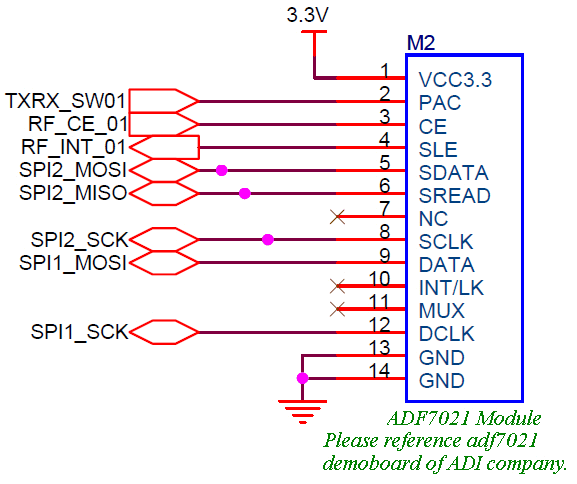 3.3V
M2
1 VCC3.3
TXRX_SW01 2 PAC
RF_CE_01 3 CE
RF_INT_01 4 SLE
SPI2_MOSI 5 SDATA
SPI2_MISO 6 SREAD
7 NC
SPI2_SCK 8 SCLK
SPI1_MOSI 9 DATA
10 INT/LK
11 MUX
SPI1_SCK 12 DCLK
13 GND
14 GND
ADF7021 Module
Please reference adf7021
demoboard of ADI company.